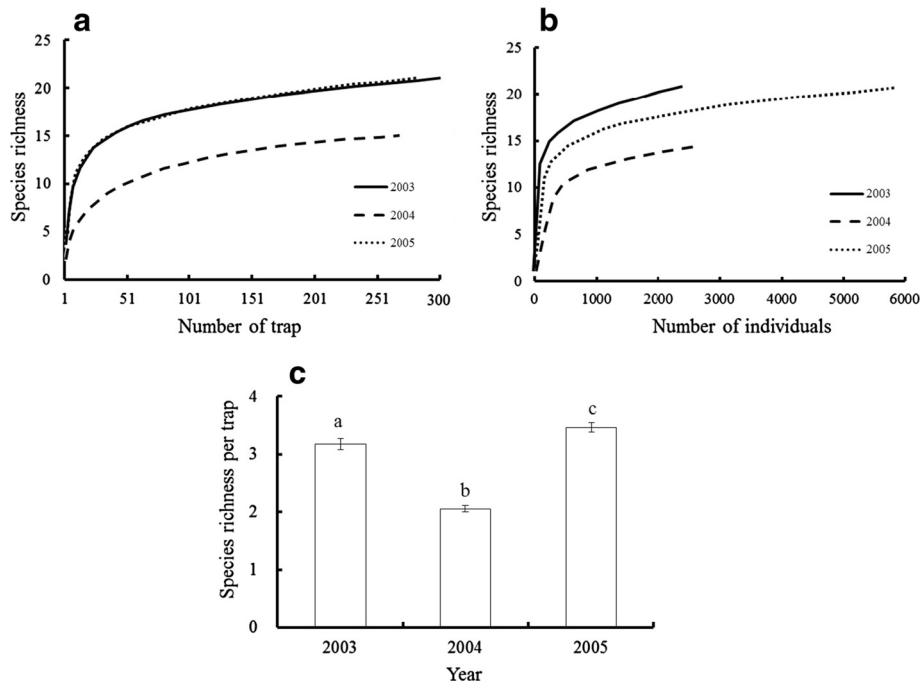 a
25
20
15
10
5
0
Species richness
2003
2004
2005
1 51 101 151 201 251 300
Number of trap
b
25
20
15
10
5
0
Species richness
2003
2004
2005
0 1000 2000 3000 4000 5000 6000
Number of individuals
c
4
3
2
1
0
Species richness per trap
a
b
c
2003 2004 2005
Year